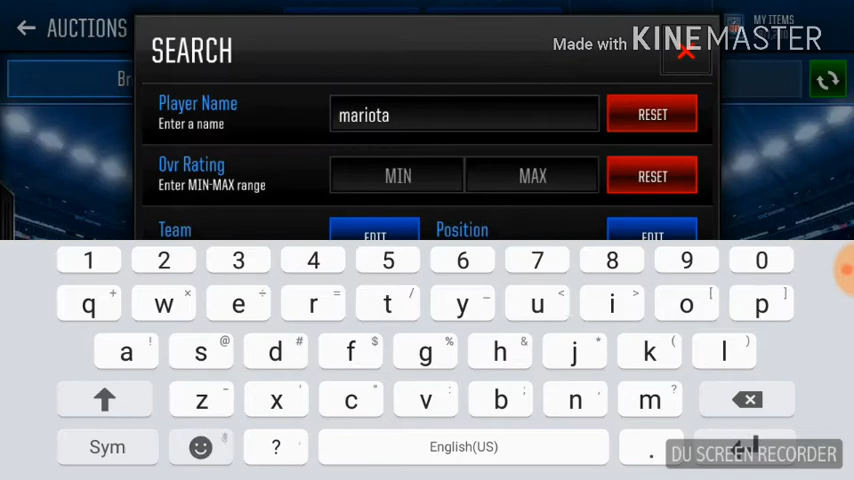 AUCTIONS
MY ITEMS
Made with KINEMASTER
SEARCH
Br
Player Name
Enter a name
mariota
RESET
Ovr Rating
Enter MIN-MAX range
MIN
MAX
RESET
Team
EDIT
Position
EDIT
1 2 3 4 5 6 7 8 9 0
q + w × e ÷ r = t / y _ u < i > o [ p ]
a ! s @ d # f $ g % h & j * k ( l )
z - x ' c " v : b ; n , m ?
Sym ? English(US) .
DU SCREEN RECORDER